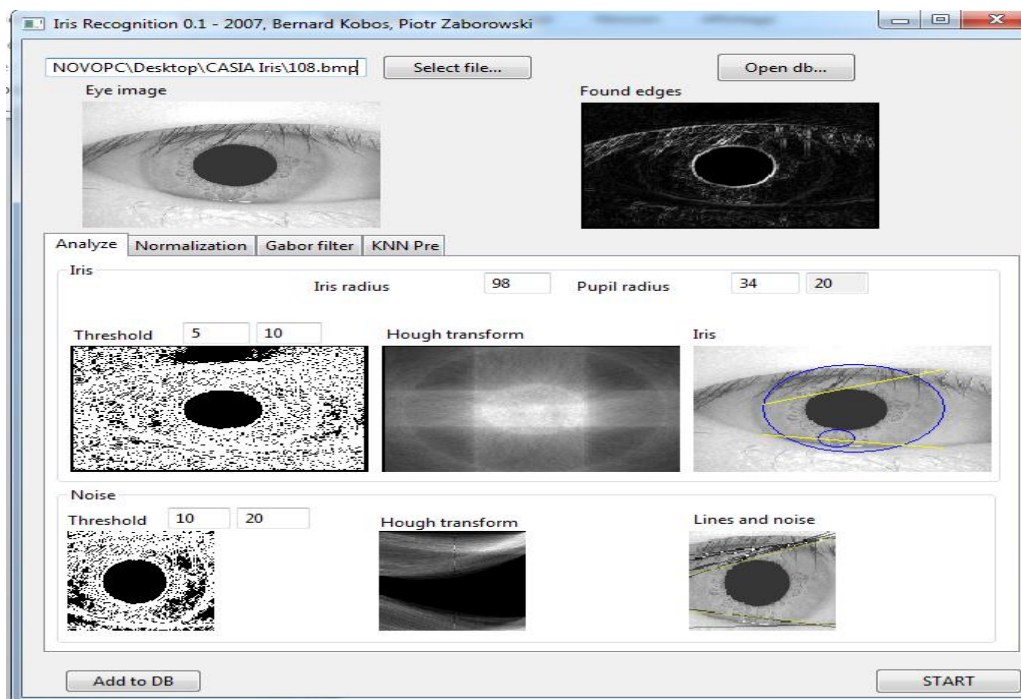 Iris Recognition 0.1 - 2007, Bernard Kobos, Piotr Zaborowski
NOVOPC\Desktop\CASIA Iris\108.bmp Select file... Open db...
Eye image Found edges
Analyze Normalization Gabor filter KNN Pre
Iris
Iris radius 98 Pupil radius 34 20
Threshold 5 10 Hough transform Iris
Noise
Threshold 10 20 Hough transform Lines and noise
Add to DB START